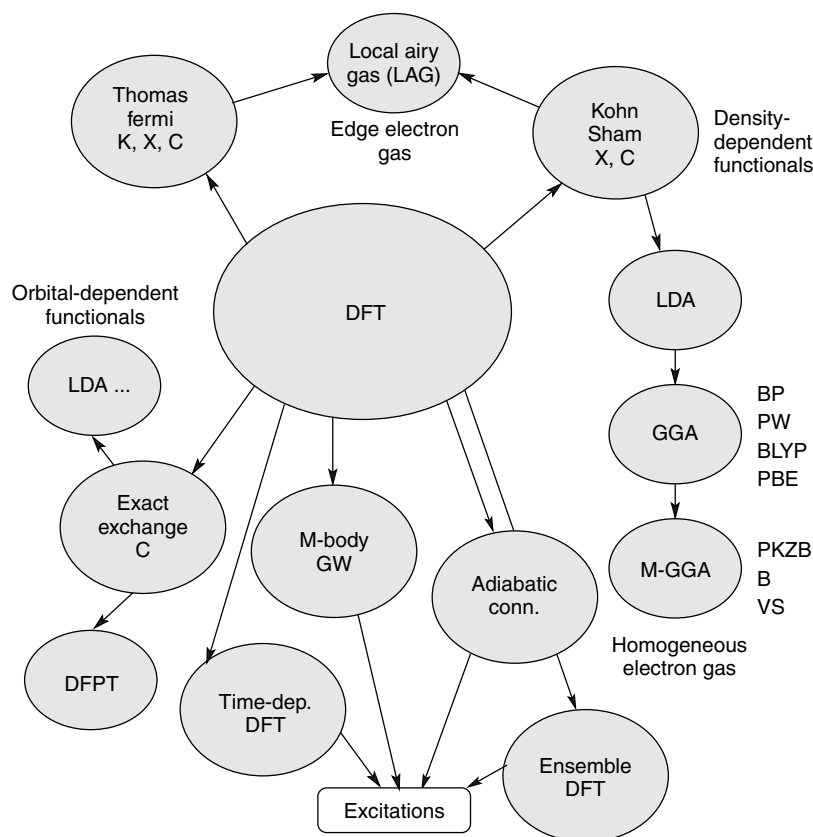 Local airy
gas (LAG)
Edge electron
gas
Thomas
fermi
K, X, C
Kohn
Sham
X, C
Density-
dependent
functionals
DFT
LDA
Orbital-dependent
functionals
LDA ...
GGA
BP
PW
BLYP
PBE
Exact
exchange
C
M-body
GW
Adiabatic
conn.
M-GGA
PKZB
B
VS
Homogeneous
electron gas
DFPT
Time-dep.
DFT
Ensemble
DFT
Excitations